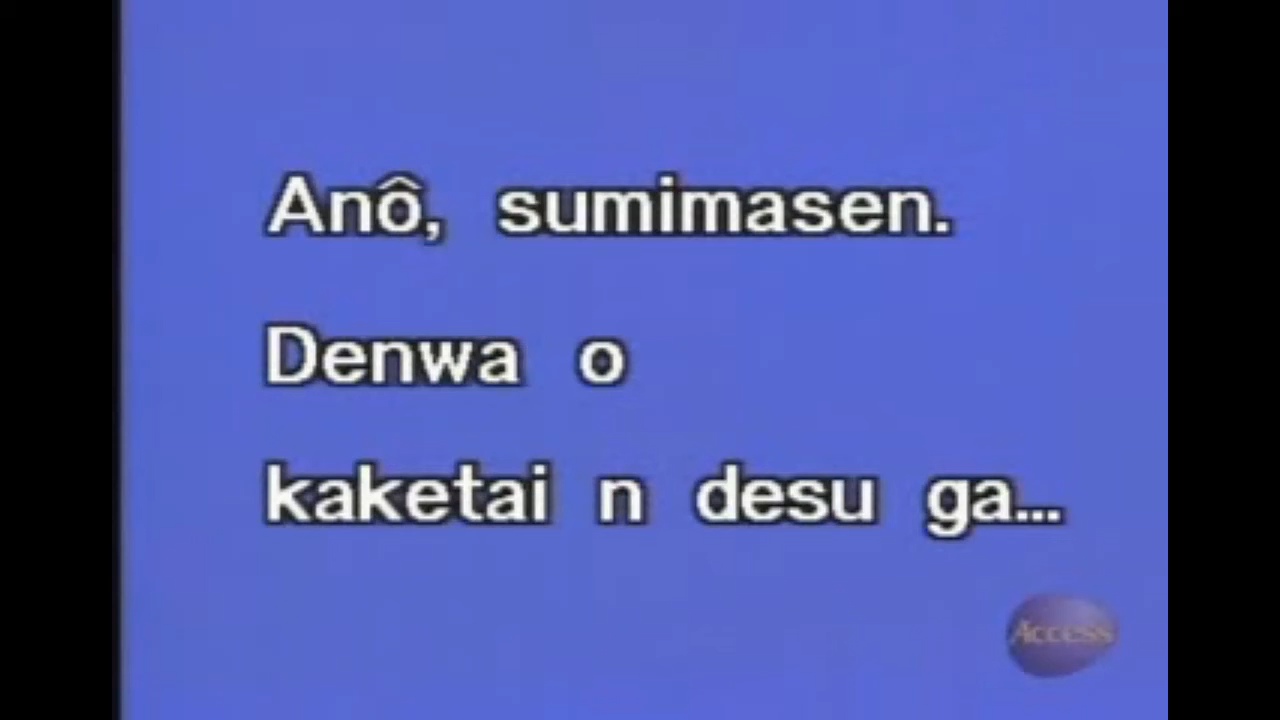 Anô, sumimasen.
Denwa o
kaketai n desu ga...
Access